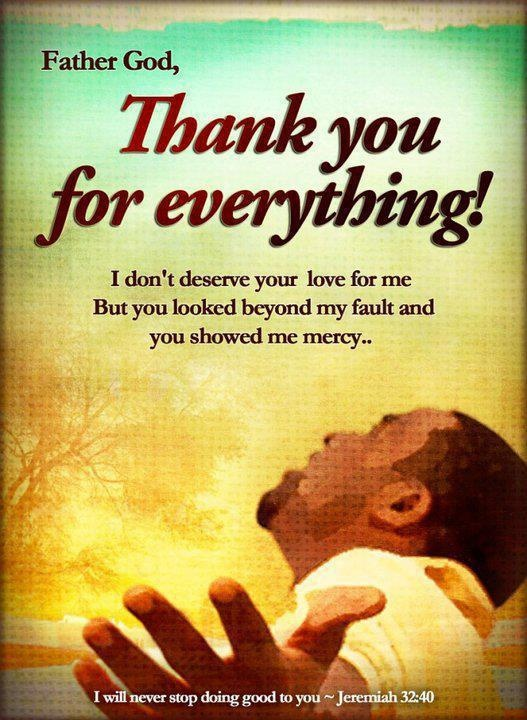 Father God,
Thank you
for everything!
I don't deserve your love for me
But you looked beyond my fault and
you showed me mercy..
I will never stop doing good to you ~ Jeremiah 32:40